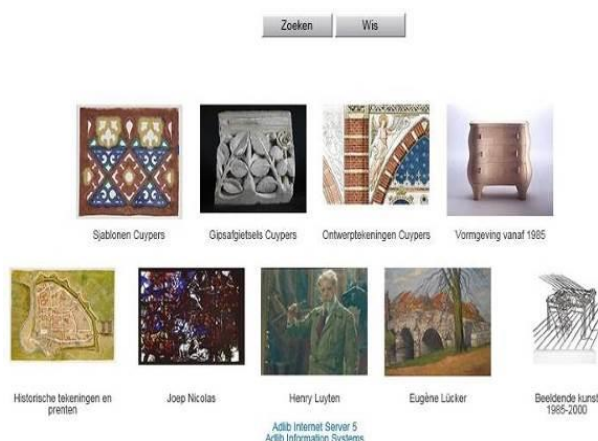 Zoeken Wis
Sjablonen Cuypers Gipsafgietsels Cuypers Ontwerptekeningen Cuypers Vormgeving vanaf 1985
Historische tekeningen en
prenten
Joep Nicolas
Henry Luyten
Eugène Lücker
Beeldende kunst
1985-2000
Adlib Internet Server 5
Adlib Information Systems